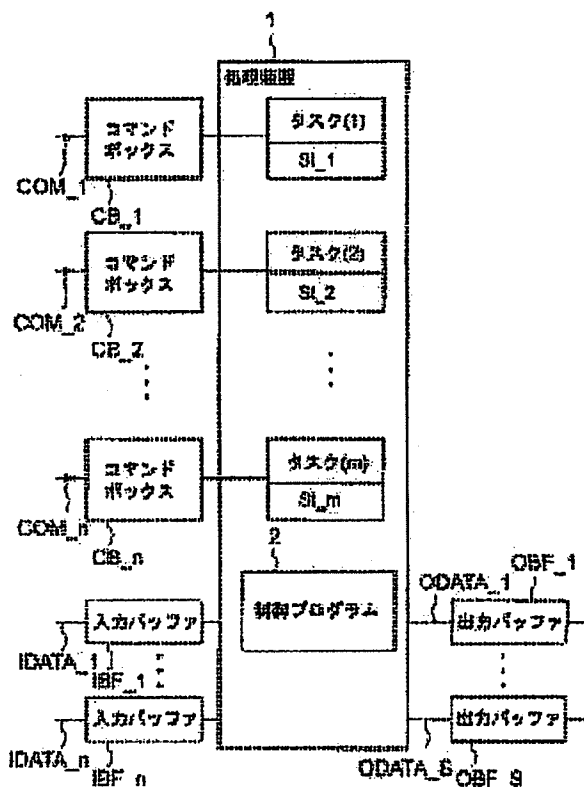 1
処理装置
コマンド
ボックス
タスク(1)
SI_1
COM_1
CB_1
コマンド
ボックス
タスク(2)
SI_2
COM_2
CB_2
コマンド
ボックス
タスク(m)
SI_m
COM_n
CB_n
2
制御プログラム
ODATA_1
OBF_1
入力バッファ
出力バッファ
IDATA_1
IBF_1
入力バッファ
出力バッファ
IDATA_n
IBF_n
ODATA_S
OBF_S